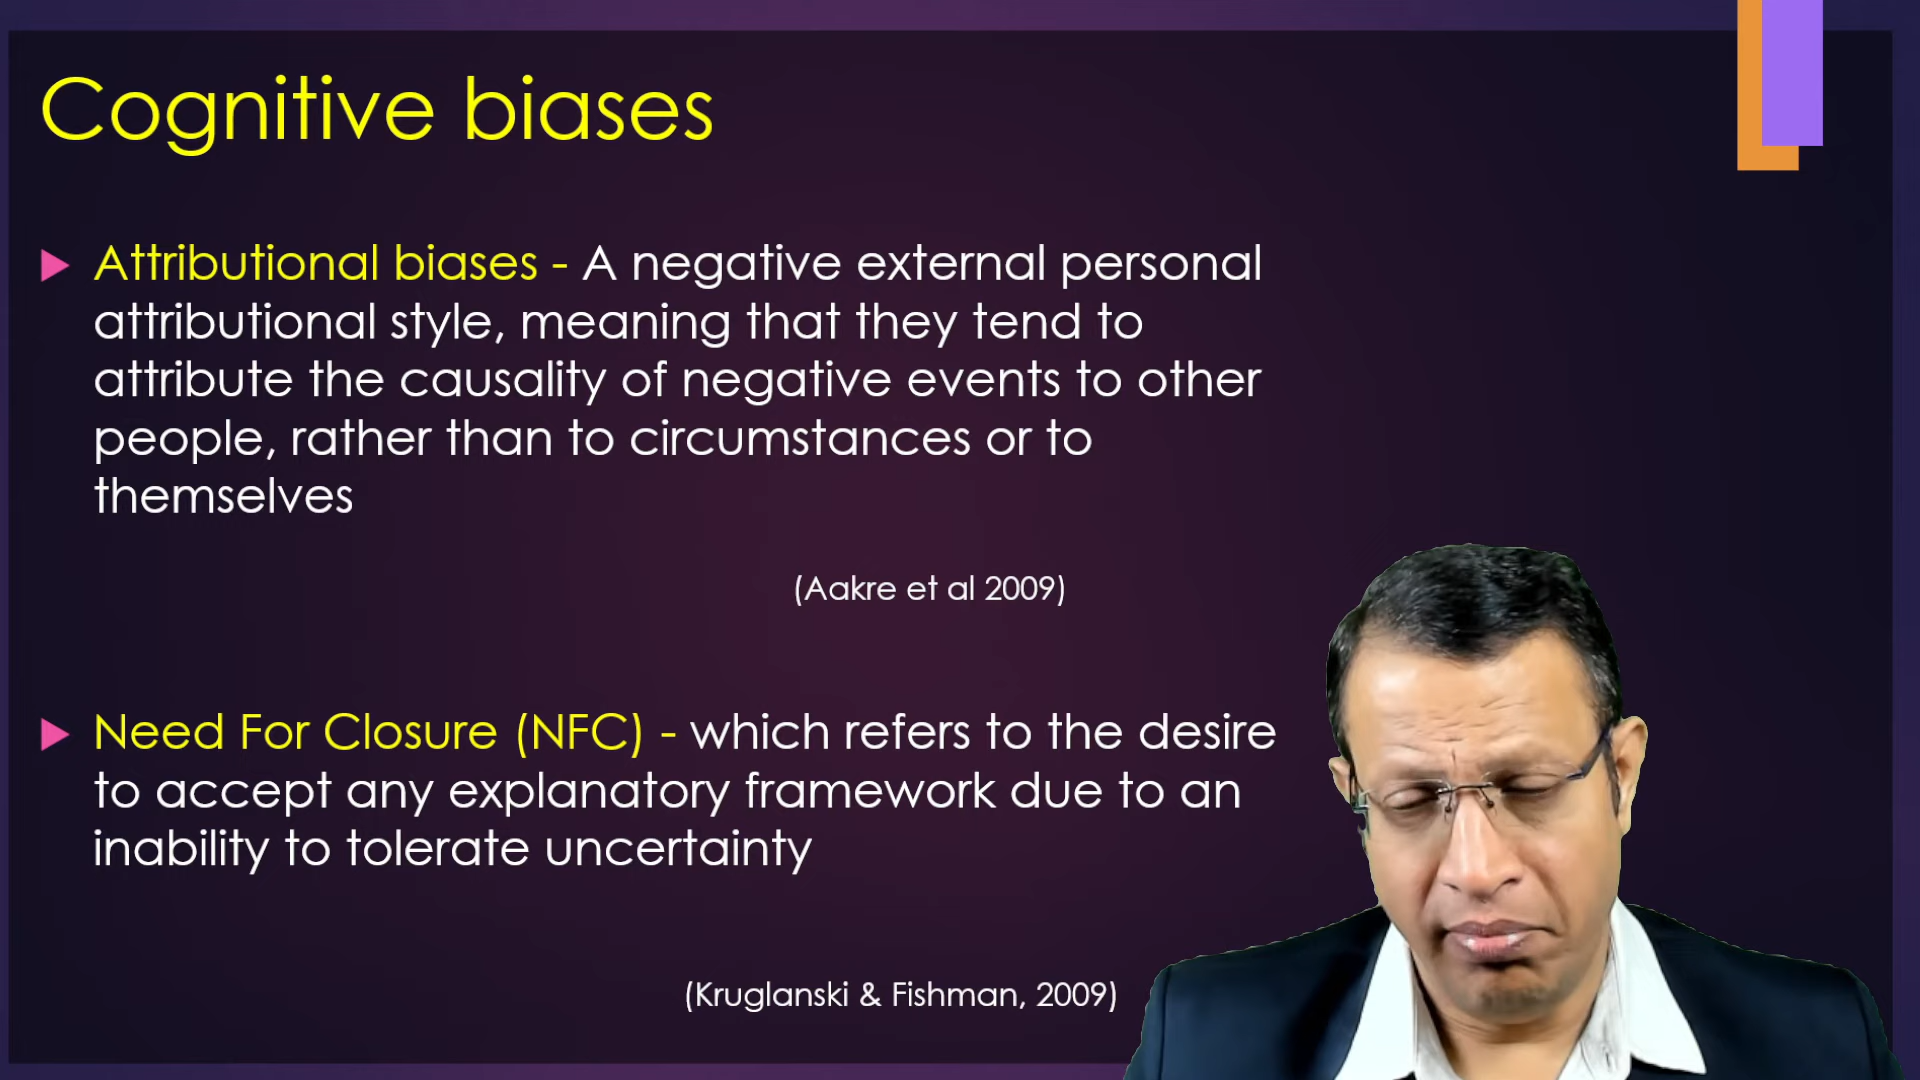 Cognitive biases
Attributional biases - A negative external personal
attributional style, meaning that they tend to
attribute the causality of negative events to other
people, rather than to circumstances or to
themselves
(Aakre et al 2009)
Need For Closure (NFC) - which refers to the desire
to accept any explanatory framework due to an
inability to tolerate uncertainty
(Kruglanski & Fishman, 2009)